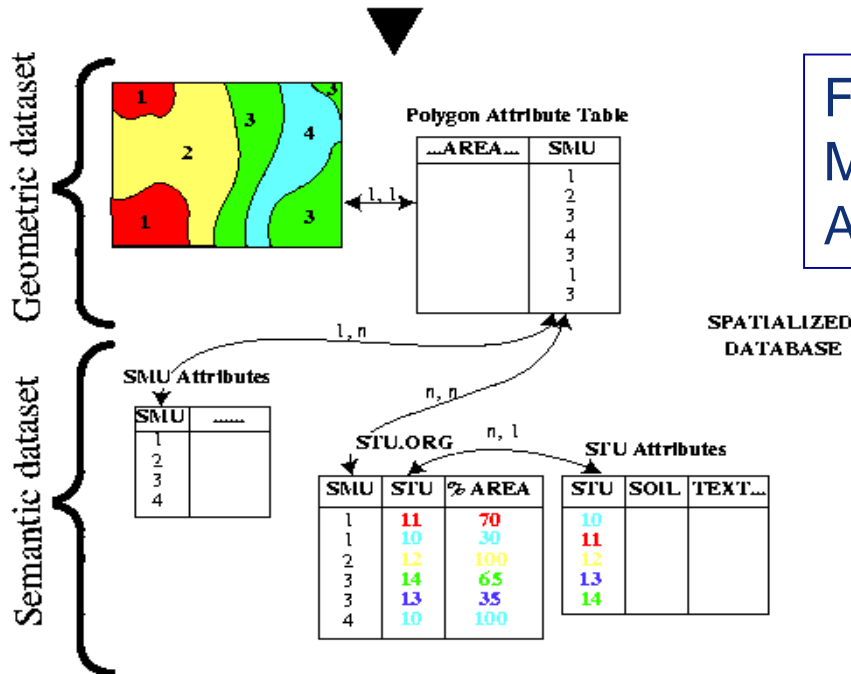 Geometric dataset
1
3
3
4
2
1
3
1, 1
Polygon Attribute Table
...AREA... SMU
1
2
3
4
3
1
3
F
M
A
SPATIALIZED
DATABASE
Semantic dataset
1, n
n, n
n, 1
SMU Attributes
SMU ......
1
2
3
4
STU.ORG
SMU STU % AREA
1 11 70
1 10 30
2 12 100
3 14 65
3 13 35
4 10 100
STU Attributes
STU SOIL TEXT...
10
11
12
13
14